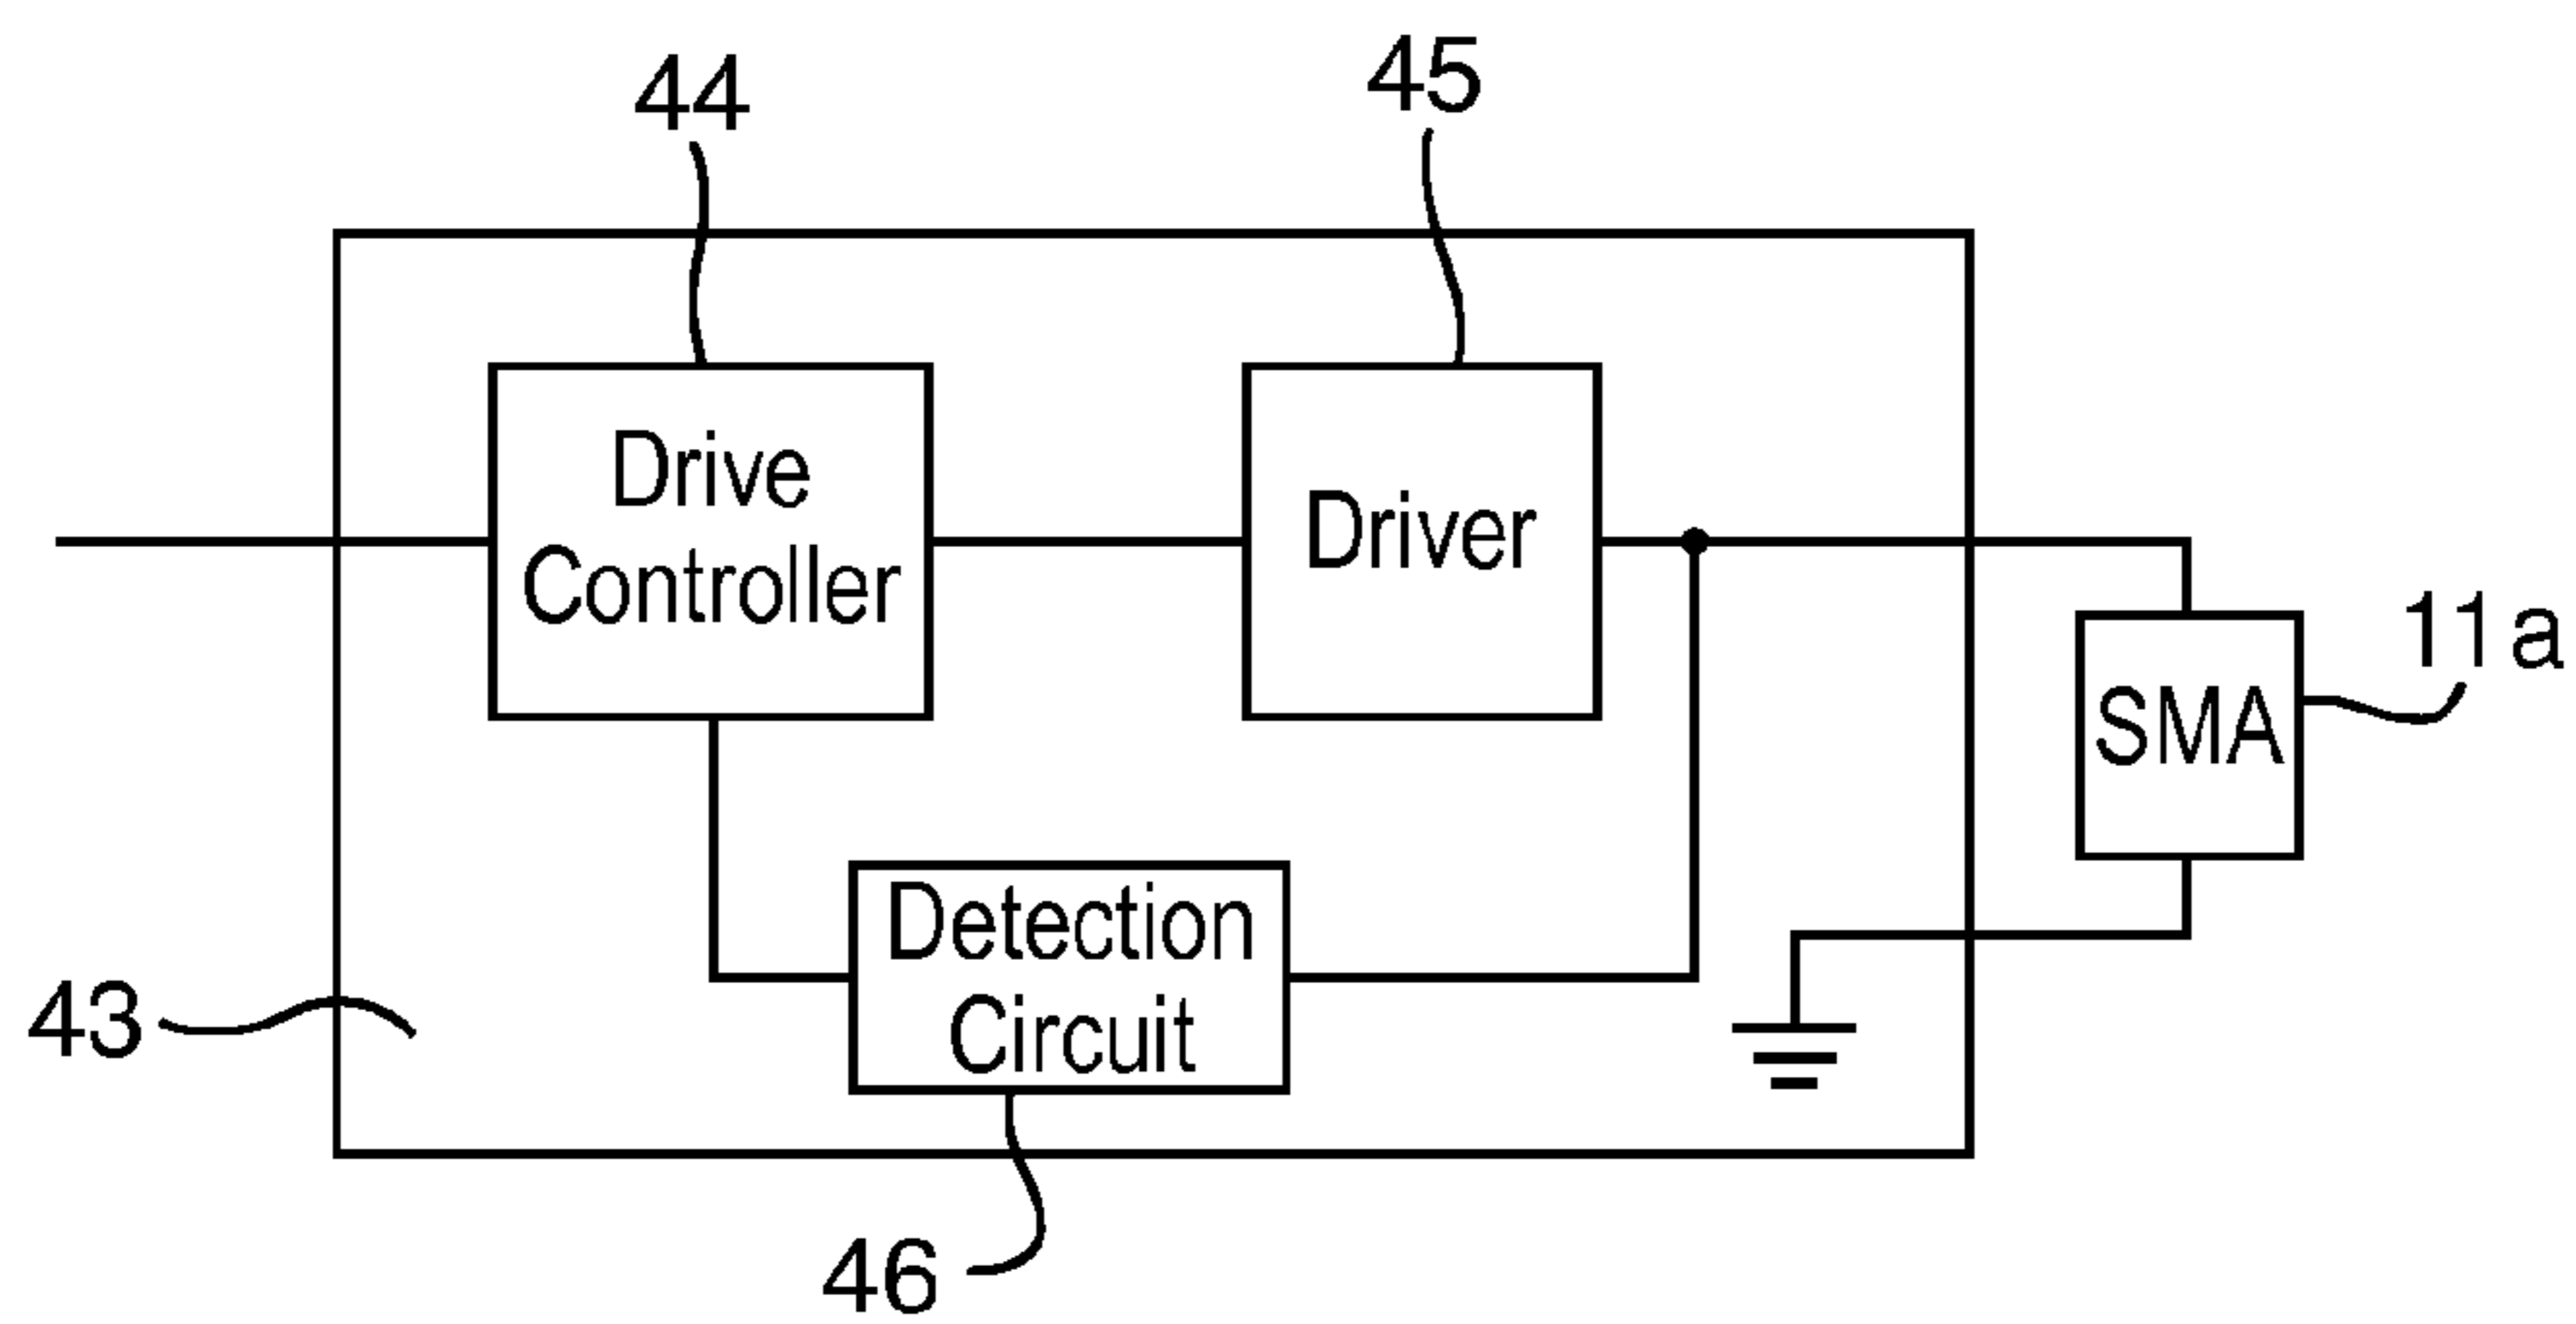 44
45
Drive
Controller
Driver
11a
SMA
Detection
Circuit
43
46